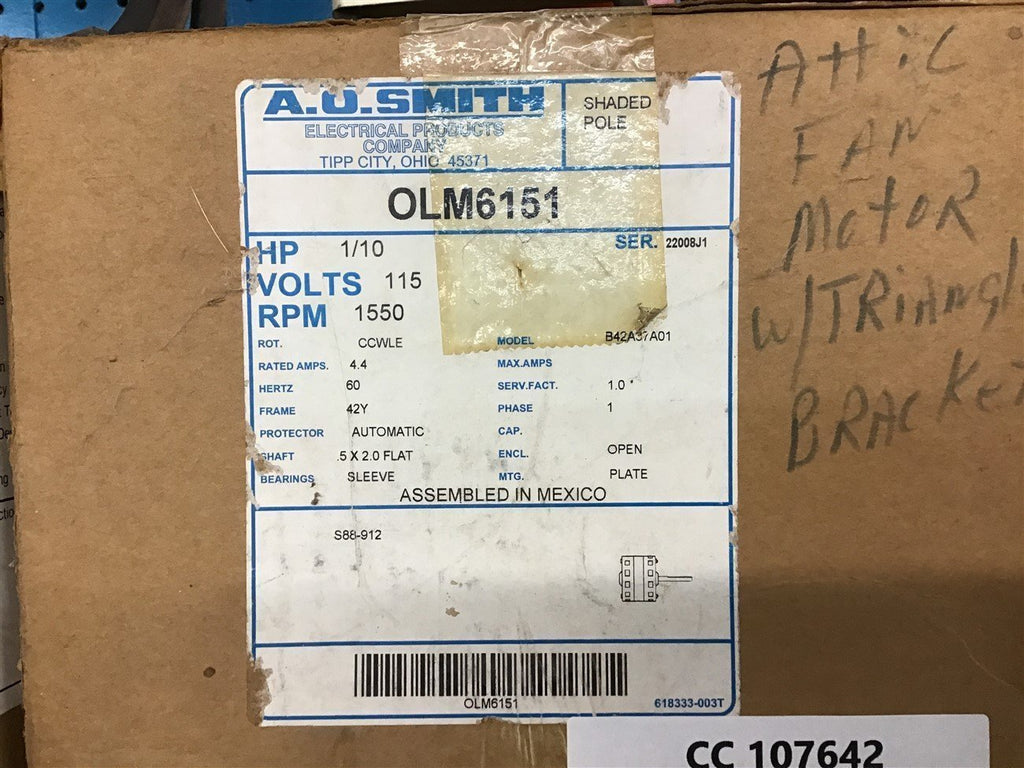 A.O.SMITH
ELECTRICAL PRODUCTS
COMPANY
TIPP CITY, OHIO 45371
SHADED
POLE
OLM6151
HP 1/10
SER. 22008J1
VOLTS 115
RPM 1550
ROT. CCWLE
MODEL B42A37A01
RATED AMPS. 4.4
MAX.AMPS
HERTZ 60
SERV.FACT. 1.0
FRAME 42Y
PHASE 1
PROTECTOR AUTOMATIC
CAP.
SHAFT .5 X 2.0 FLAT
ENCL. OPEN
BEARINGS SLEEVE
MTG. PLATE
ASSEMBLED IN MEXICO
S88-912
OLM6151
618333-003T
AttiC
FAN
MotoR
W/TRiAngl
BRACKET
CC 107642